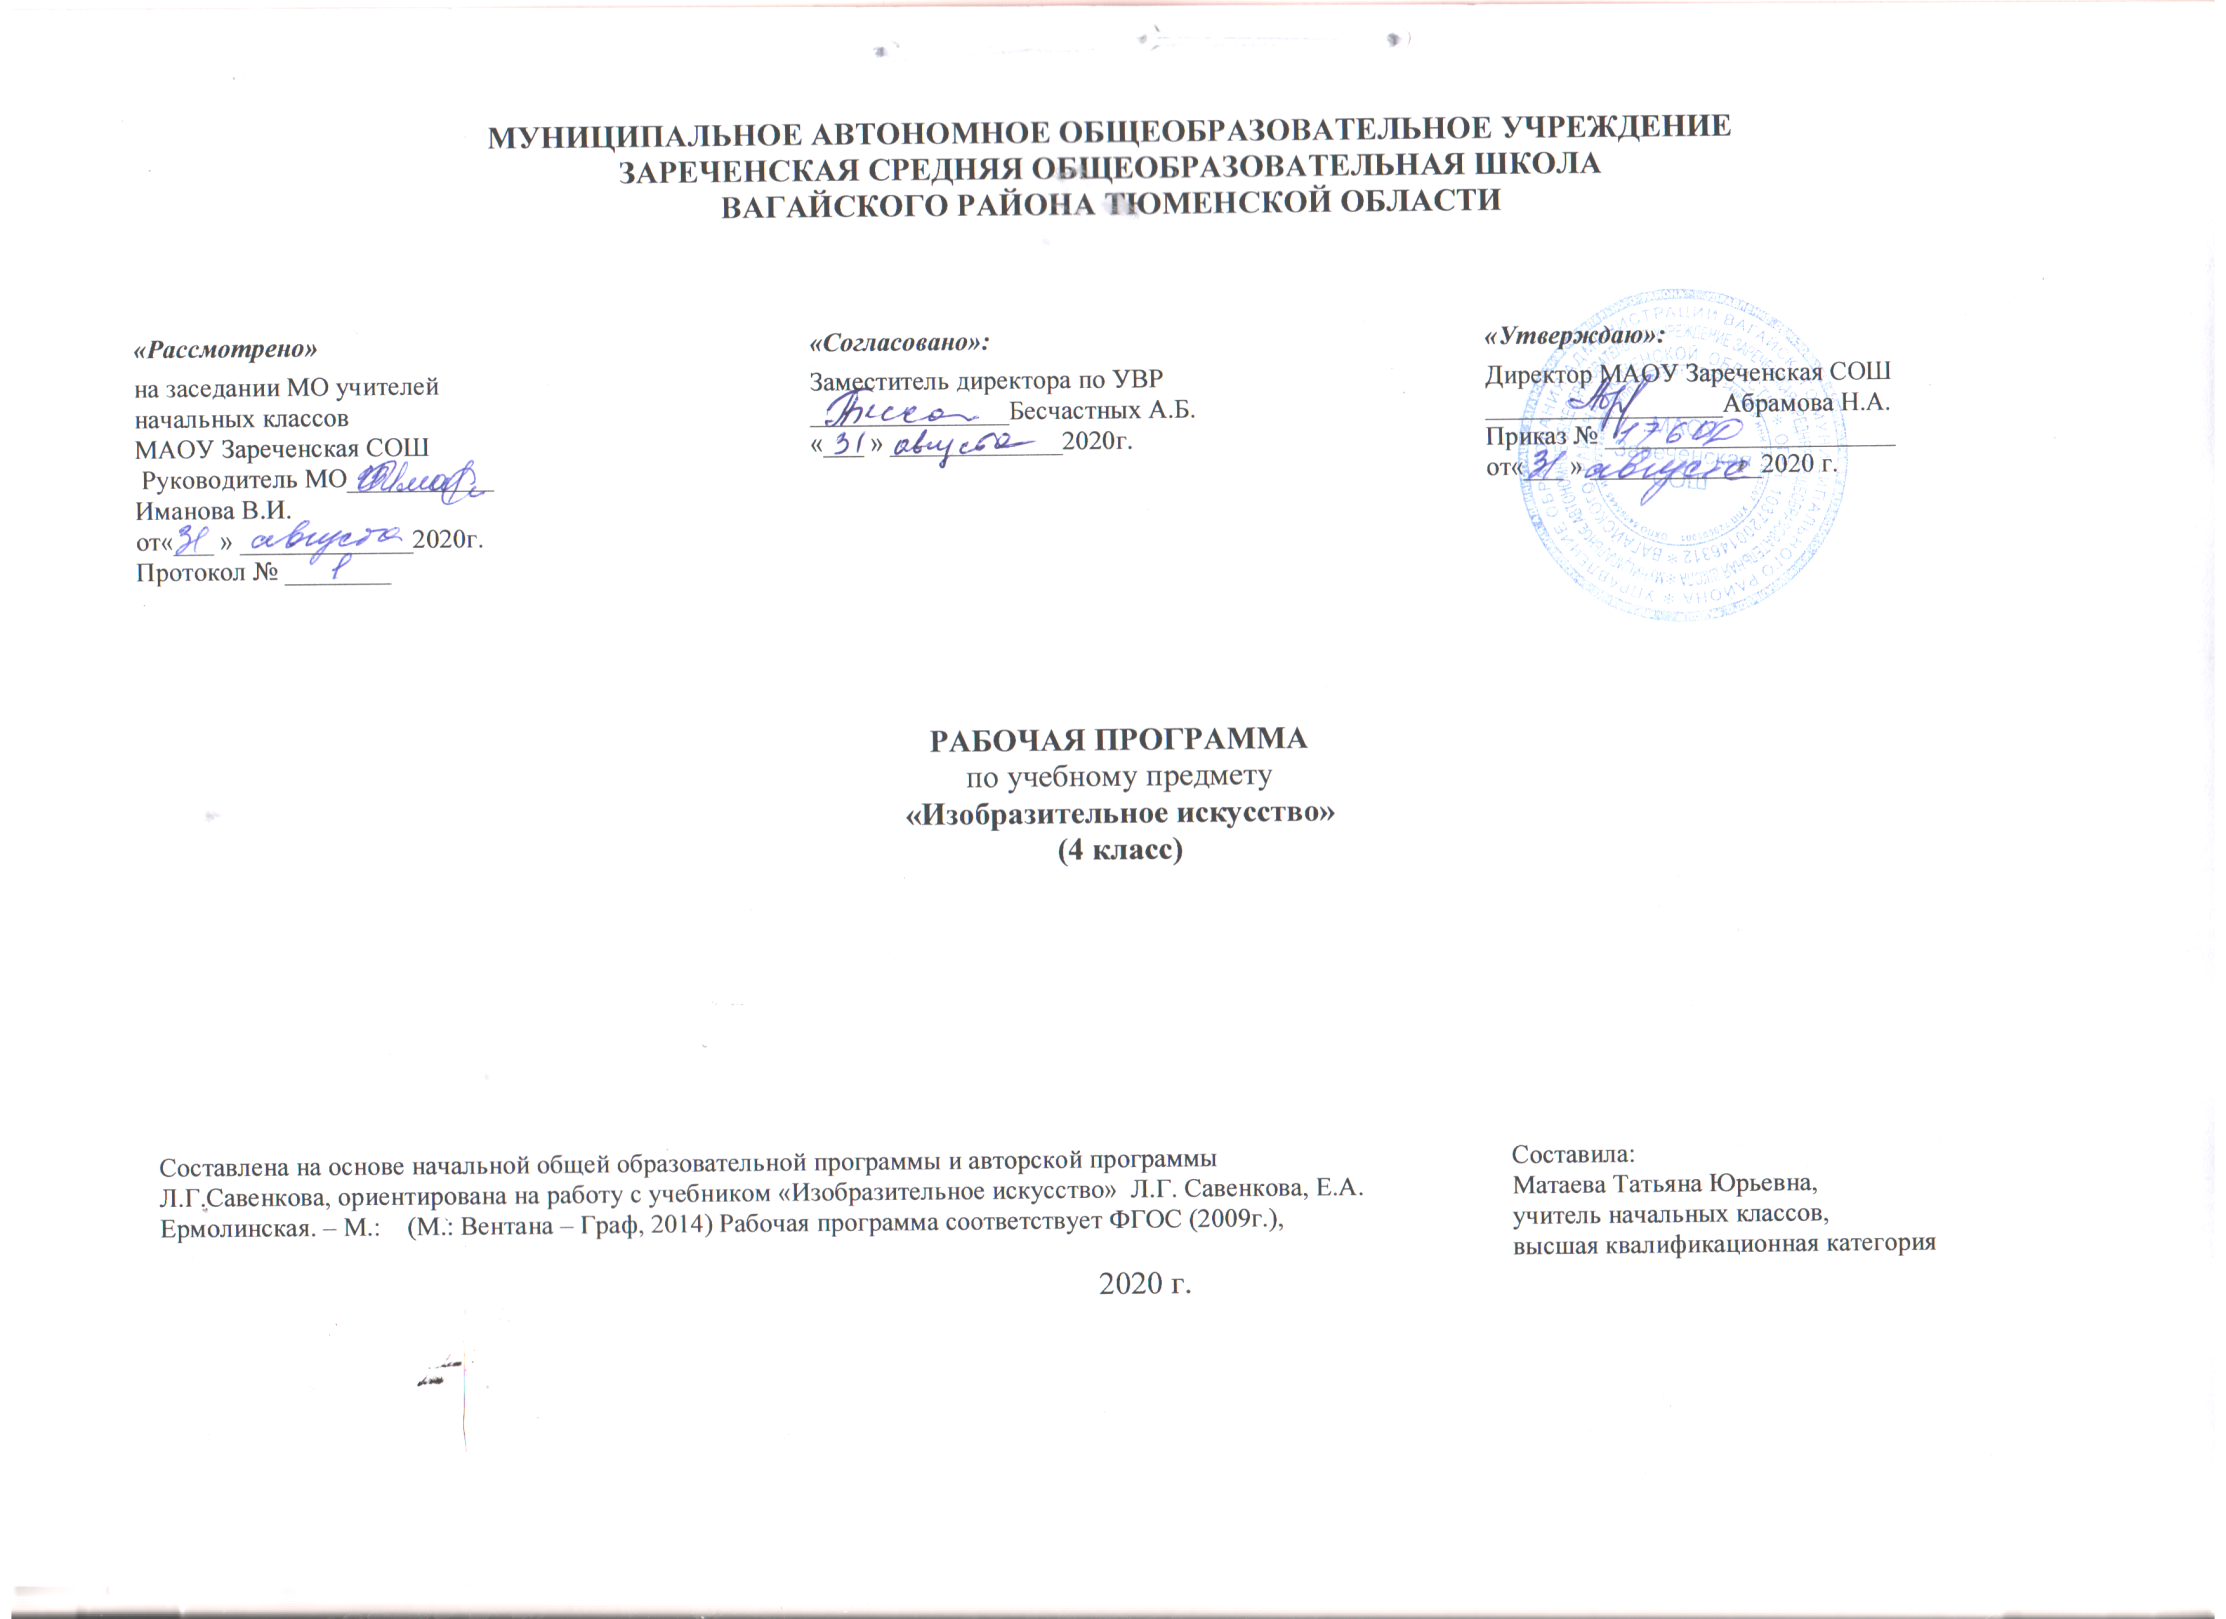 МУНИЦИПАЛЬНОЕ АВТОНОМНОЕ ОБЩЕОБРАЗОВАТЕЛЬНОЕ УЧРЕЖДЕНИЕ
ЗАРЕЧЕНСКАЯ СРЕДНЯЯ ОБЩЕОБРАЗОВАТЕЛЬНАЯ ШКОЛА
ВАГАЙСКОГО РАЙОНА ТЮМЕНСКОЙ ОБЛАСТИ
«Рассмотрено»
на заседании МО учителей
начальных классов
МАОУ Зареченская СОШ
Руководитель МО
Иманова В.И.
от«31» августа 2020г.
Протокол № 1
«Согласовано»:
Заместитель директора по УВР
Бесчастных А.Б.
«31» августа 2020г.
«Утверждаю»:
Директор МАОУ Зареченская СОШ
Абрамова Н.А.
Приказ №
от«31» августа 2020 г.
РАБОЧАЯ ПРОГРАММА
по учебному предмету
«Изобразительное искусство»
(4 класс)
Составлена на основе начальной общей образовательной программы и авторской программы
Л.Г.Савенкова, ориентирована на работу с учебником «Изобразительное искусство» Л.Г. Савенкова, Е.А.
Ермолинская. – М.: (М.: Вентана – Граф, 2014) Рабочая программа соответствует ФГОС (2009г.),
Составила:
Матаева Татьяна Юрьевна,
учитель начальных классов,
высшая квалификационная категория
2020 г.